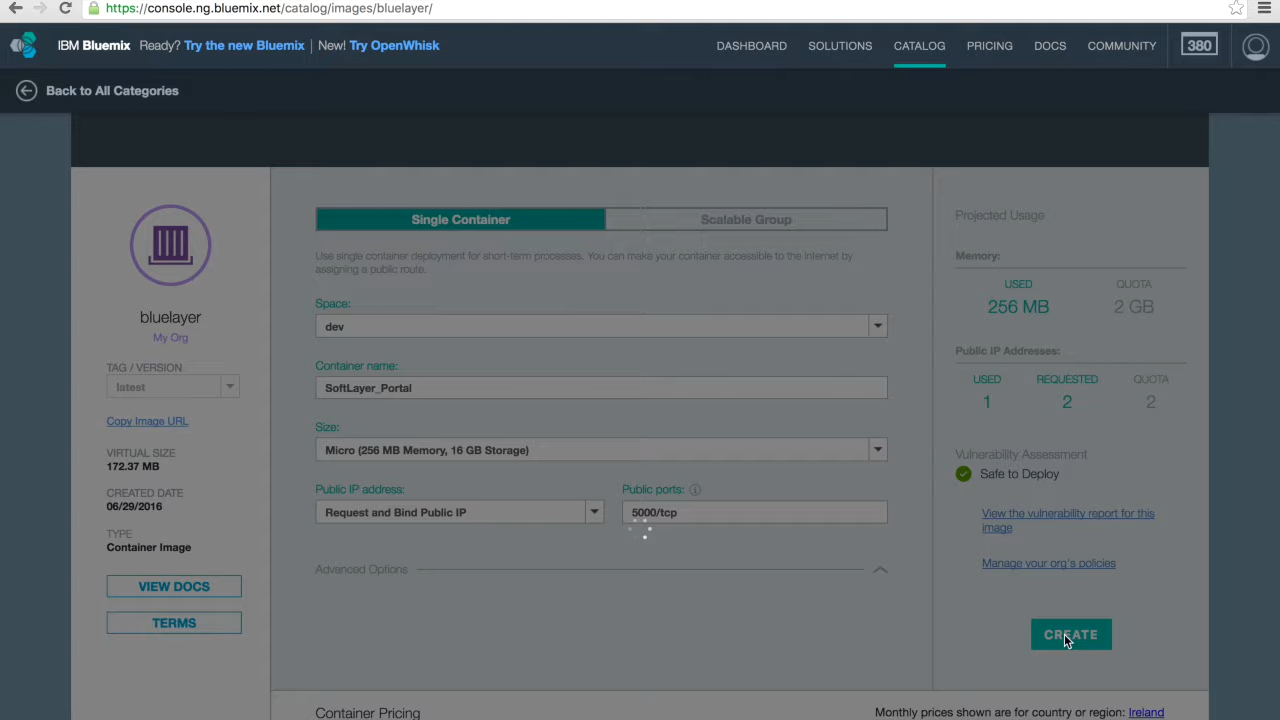 https://console.ng.bluemix.net/catalog/images/bluelayer/
IBM Bluemix Ready? Try the new Bluemix | New! Try OpenWhisk DASHBOARD SOLUTIONS CATALOG PRICING DOCS COMMUNITY 380
Back to All Categories
bluelayer
My Org
TAG / VERSION
latest
Copy Image URL
VIRTUAL SIZE
172.37 MB
CREATED DATE
06/29/2016
TYPE
Container Image
VIEW DOCS
TERMS
Single Container Scalable Group
Use single container deployment for short-term processes. You can make your container accessible to the internet by
assigning a public route.
Space:
dev
Container name:
SoftLayer_Portal
Size:
Micro (256 MB Memory, 16 GB Storage)
Public IP address: Public ports:
Request and Bind Public IP 5000/tcp
Advanced Options
Projected Usage
Memory:
USED QUOTA
256 MB 2 GB
Public IP Addresses:
USED REQUESTED QUOTA
1 2 2
Vulnerability Assessment
Safe to Deploy
View the vulnerability report for this
image
Manage your org's policies
CREATE
Container Pricing Monthly prices shown are for country or region: Ireland